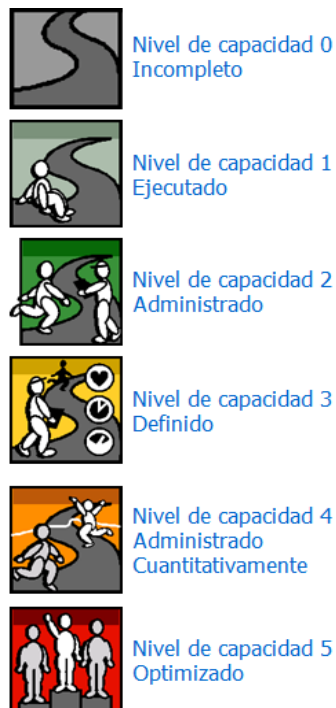 Nivel de capacidad 0
Incompleto
Nivel de capacidad 1
Ejecutado
Nivel de capacidad 2
Administrado
Nivel de capacidad 3
Definido
Nivel de capacidad 4
Administrado
Cuantitativamente
Nivel de capacidad 5
Optimizado